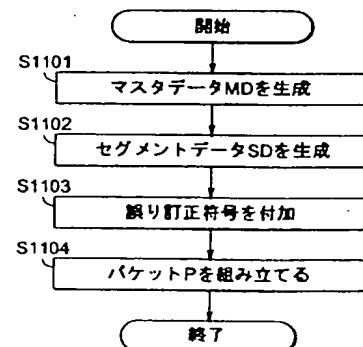 開始
S1101
マスタデータMDを生成
S1102
セグメントデータSDを生成
S1103
誤り訂正符号を付加
S1104
パケットPを組み立てる
終了